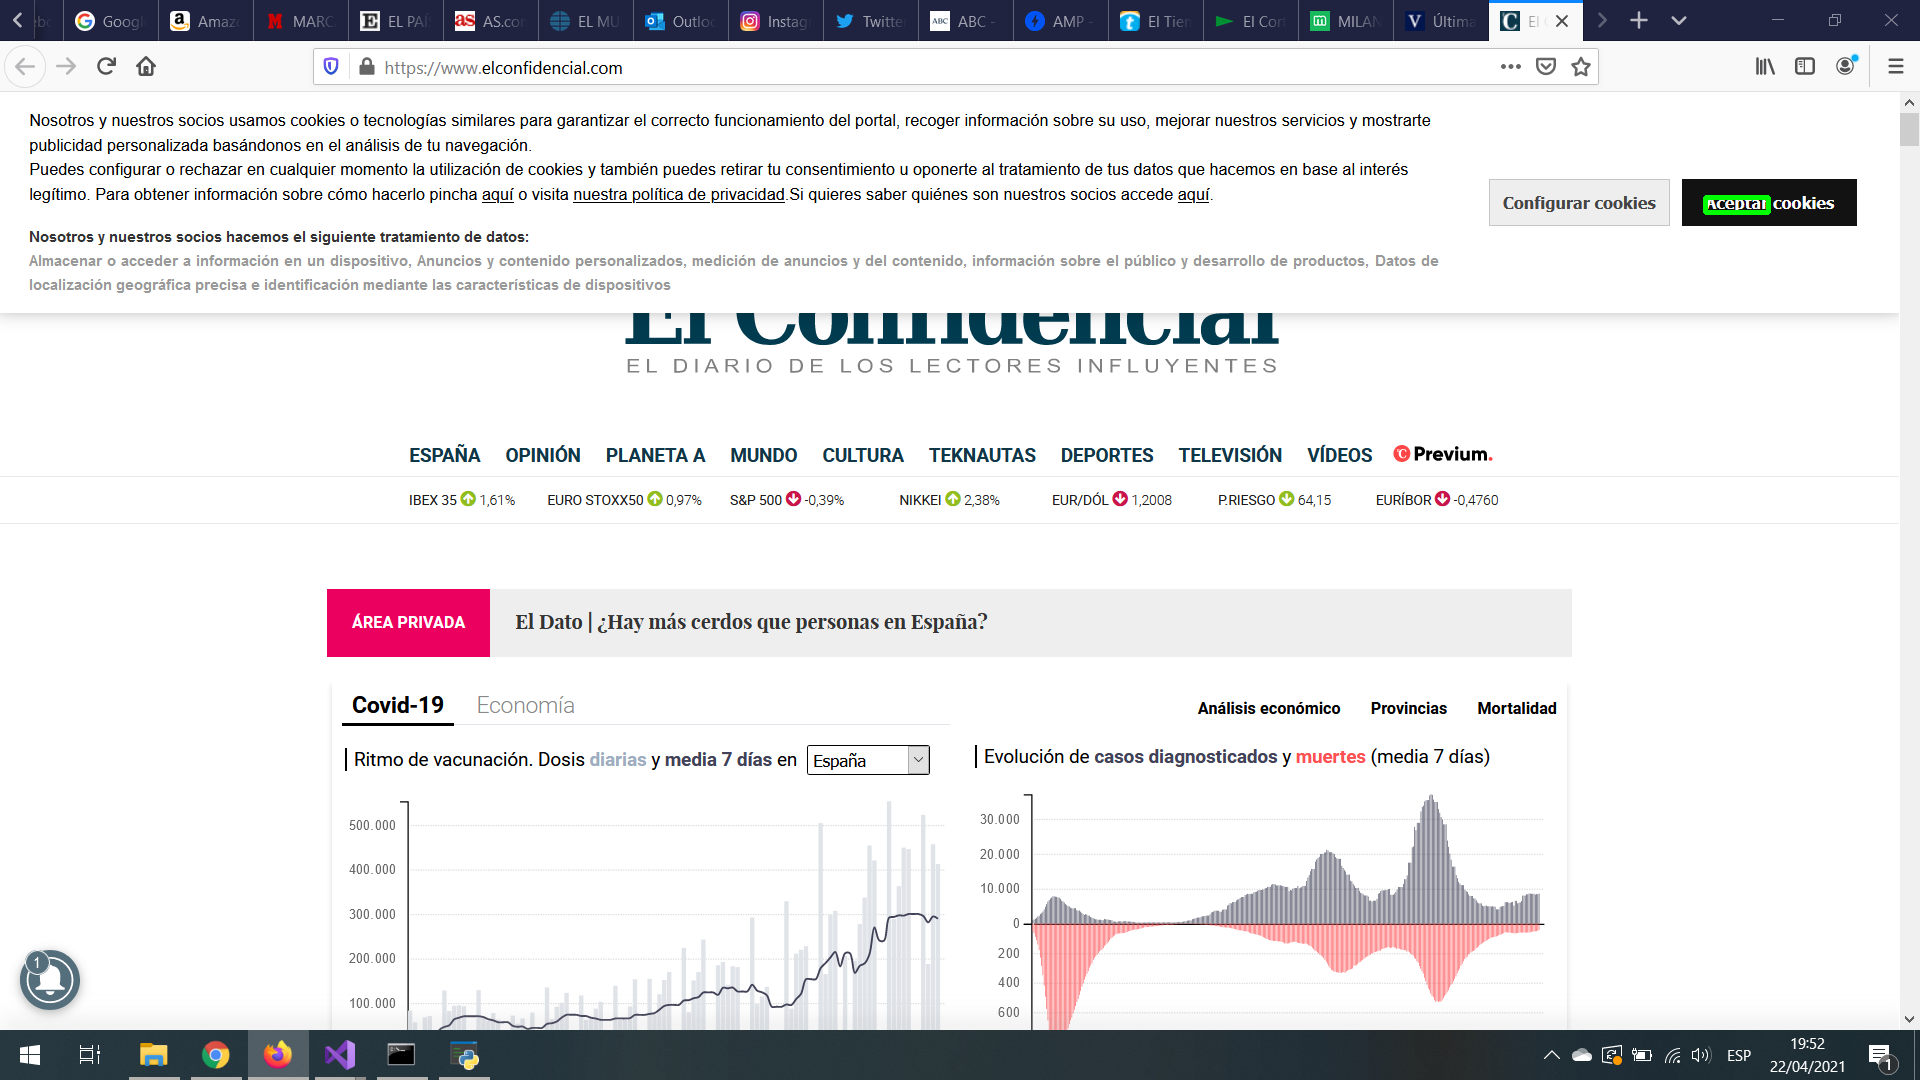 Googl
Amaz
MARC
EL PAÍ
AS.co
EL MU
Outlo
Instag
Twitte
ABC -
AMP -
El Tien
El Cor
MILAN
Última
https://www.elconfidencial.com
Nosotros y nuestros socios usamos cookies o tecnologías similares para garantizar el correcto funcionamiento del portal, recoger información sobre su uso, mejorar nuestros servicios y mostrarte
publicidad personalizada basándonos en el análisis de tu navegación.
Puedes configurar o rechazar en cualquier momento la utilización de cookies y también puedes retirar tu consentimiento u oponerte al tratamiento de tus datos que hacemos en base al interés
legítimo. Para obtener información sobre cómo hacerlo pincha aquí o visita nuestra política de privacidad.Si quieres saber quiénes son nuestros socios accede aquí.
Configurar cookies
Aceptar cookies
Nosotros y nuestros socios hacemos el siguiente tratamiento de datos:
Almacenar o acceder a información en un dispositivo, Anuncios y contenido personalizados, medición de anuncios y del contenido, información sobre el público y desarrollo de productos, Datos de
localización geográfica precisa e identificación mediante las características de dispositivos
El Confidencial
EL DIARIO DE LOS LECTORES INFLUYENTES
ESPAÑA OPINIÓN PLANETA A MUNDO CULTURA TEKNAUTAS DEPORTES TELEVISIÓN VÍDEOS Previum.
IBEX 35 1,61% EURO STOXX50 0,97% S&P 500 -0,39% NIKKEI 2,38% EUR/DÓL 1,2008 P.RIESGO 64,15 EURÍBOR -0,4760
ÁREA PRIVADA
El Dato | ¿Hay más cerdos que personas en España?
Covid-19 Economía
Análisis económico Provincias Mortalidad
Ritmo de vacunación. Dosis diarias y media 7 días en España
500.000
400.000
300.000
200.000
100.000
Evolución de casos diagnosticados y muertes (media 7 días)
30.000
20.000
10.000
0
200
400
600
1
ESP
19:52
22/04/2021
1